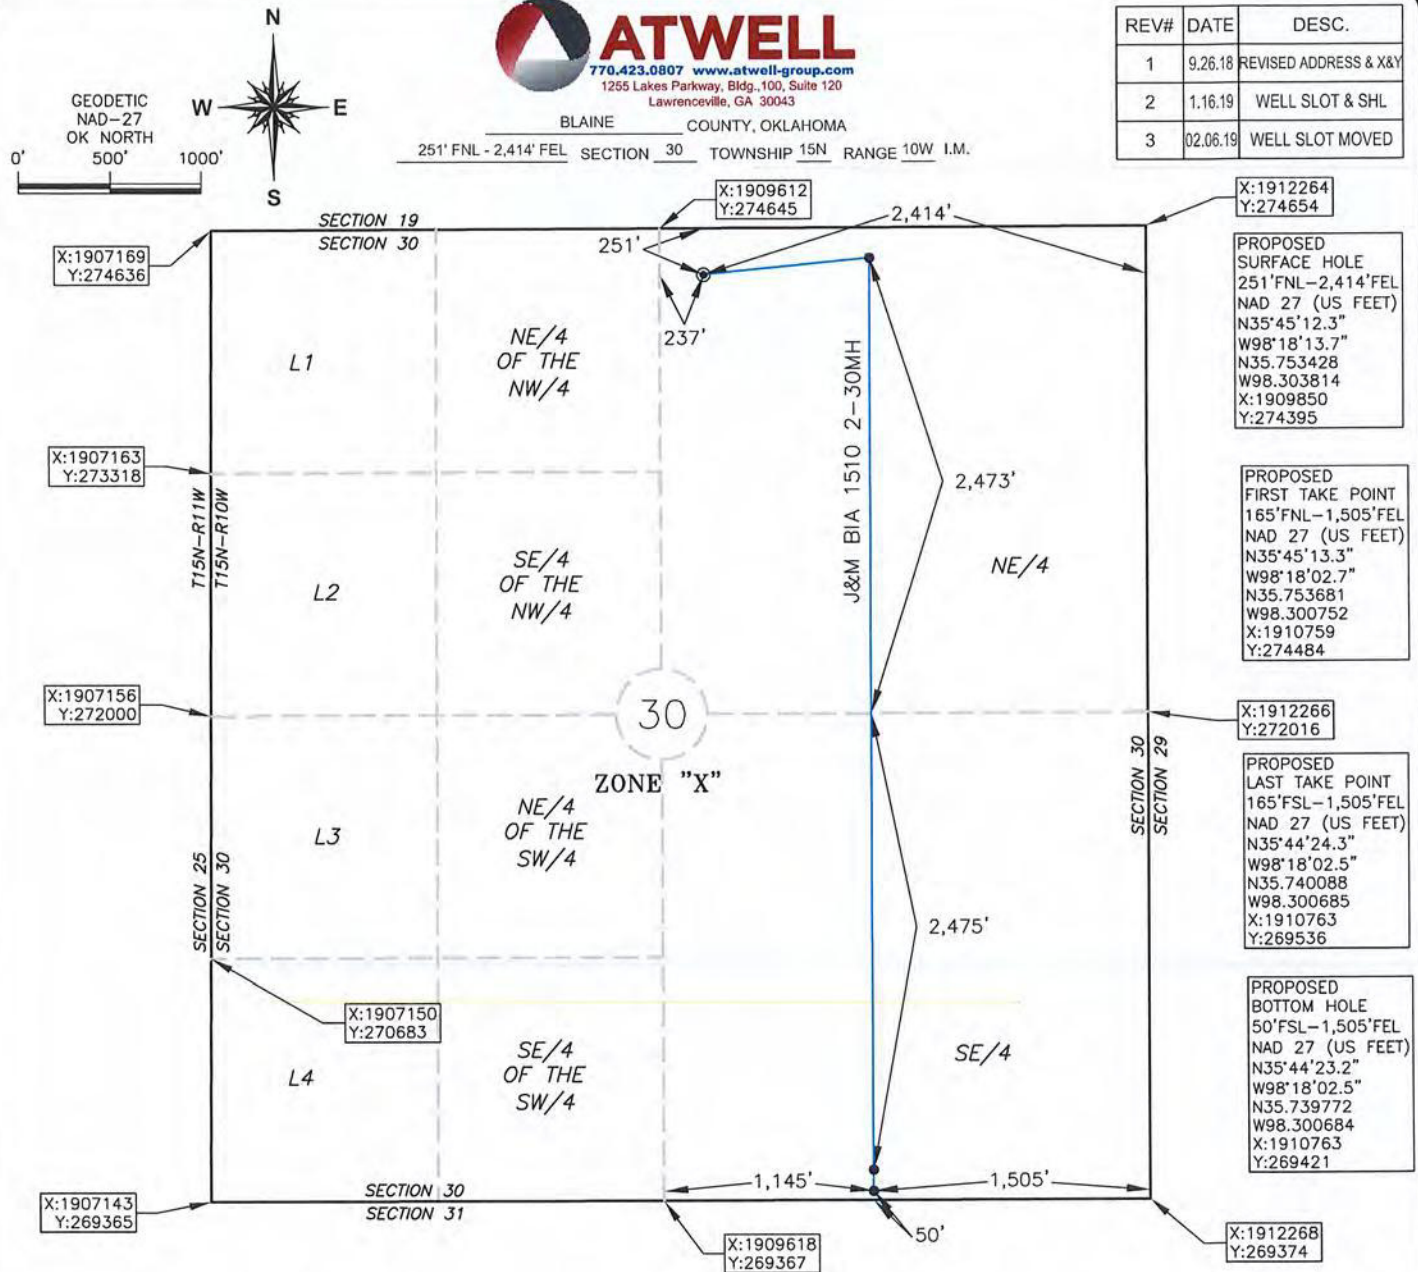 N
W
E
S
GEODETIC
NAD-27
OK NORTH
0' 500' 1000'
ATWELL
770.423.0807 www.atwell-group.com
1255 Lakes Parkway, Bldg.,100, Suite 120
Lawrenceville, GA 30043
BLAINE COUNTY, OKLAHOMA
251' FNL - 2,414' FEL SECTION 30 TOWNSHIP 15N RANGE 10W I.M.
REV# DATE DESC.
1 9.26.18 REVISED ADDRESS & X&Y
2 1.16.19 WELL SLOT & SHL
3 02.06.19 WELL SLOT MOVED
X:1909612
Y:274645
X:1912264
Y:274654
SECTION 19
SECTION 30
2,414'
251'
237'
X:1907169
Y:274636
L1
NE/4
OF THE
NW/4
J&M BIA 1510 2-30MH
2,473'
NE/4
PROPOSED
SURFACE HOLE
251'FNL-2,414'FEL
NAD 27 (US FEET)
N35°45'12.3"
W98°18'13.7"
N35.753428
W98.303814
X:1909850
Y:274395
X:1907163
Y:273318
T15N-R11W
T15N-R10W
L2
SE/4
OF THE
NW/4
PROPOSED
FIRST TAKE POINT
165'FNL-1,505'FEL
NAD 27 (US FEET)
N35°45'13.3"
W98°18'02.7"
N35.753681
W98.300752
X:1910759
Y:274484
X:1907156
Y:272000
30
ZONE "X"
X:1912266
Y:272016
SECTION 30
SECTION 29
L3
NE/4
OF THE
SW/4
SECTION 25
SECTION 30
2,475'
PROPOSED
LAST TAKE POINT
165'FSL-1,505'FEL
NAD 27 (US FEET)
N35°44'24.3"
W98°18'02.5"
N35.740088
W98.300685
X:1910763
Y:269536
X:1907150
Y:270683
L4
SE/4
OF THE
SW/4
SE/4
PROPOSED
BOTTOM HOLE
50'FSL-1,505'FEL
NAD 27 (US FEET)
N35°44'23.2"
W98°18'02.5"
N35.739772
W98.300684
X:1910763
Y:269421
1,145'
1,505'
50'
SECTION 30
SECTION 31
X:1907143
Y:269365
X:1909618
Y:269367
X:1912268
Y:269374